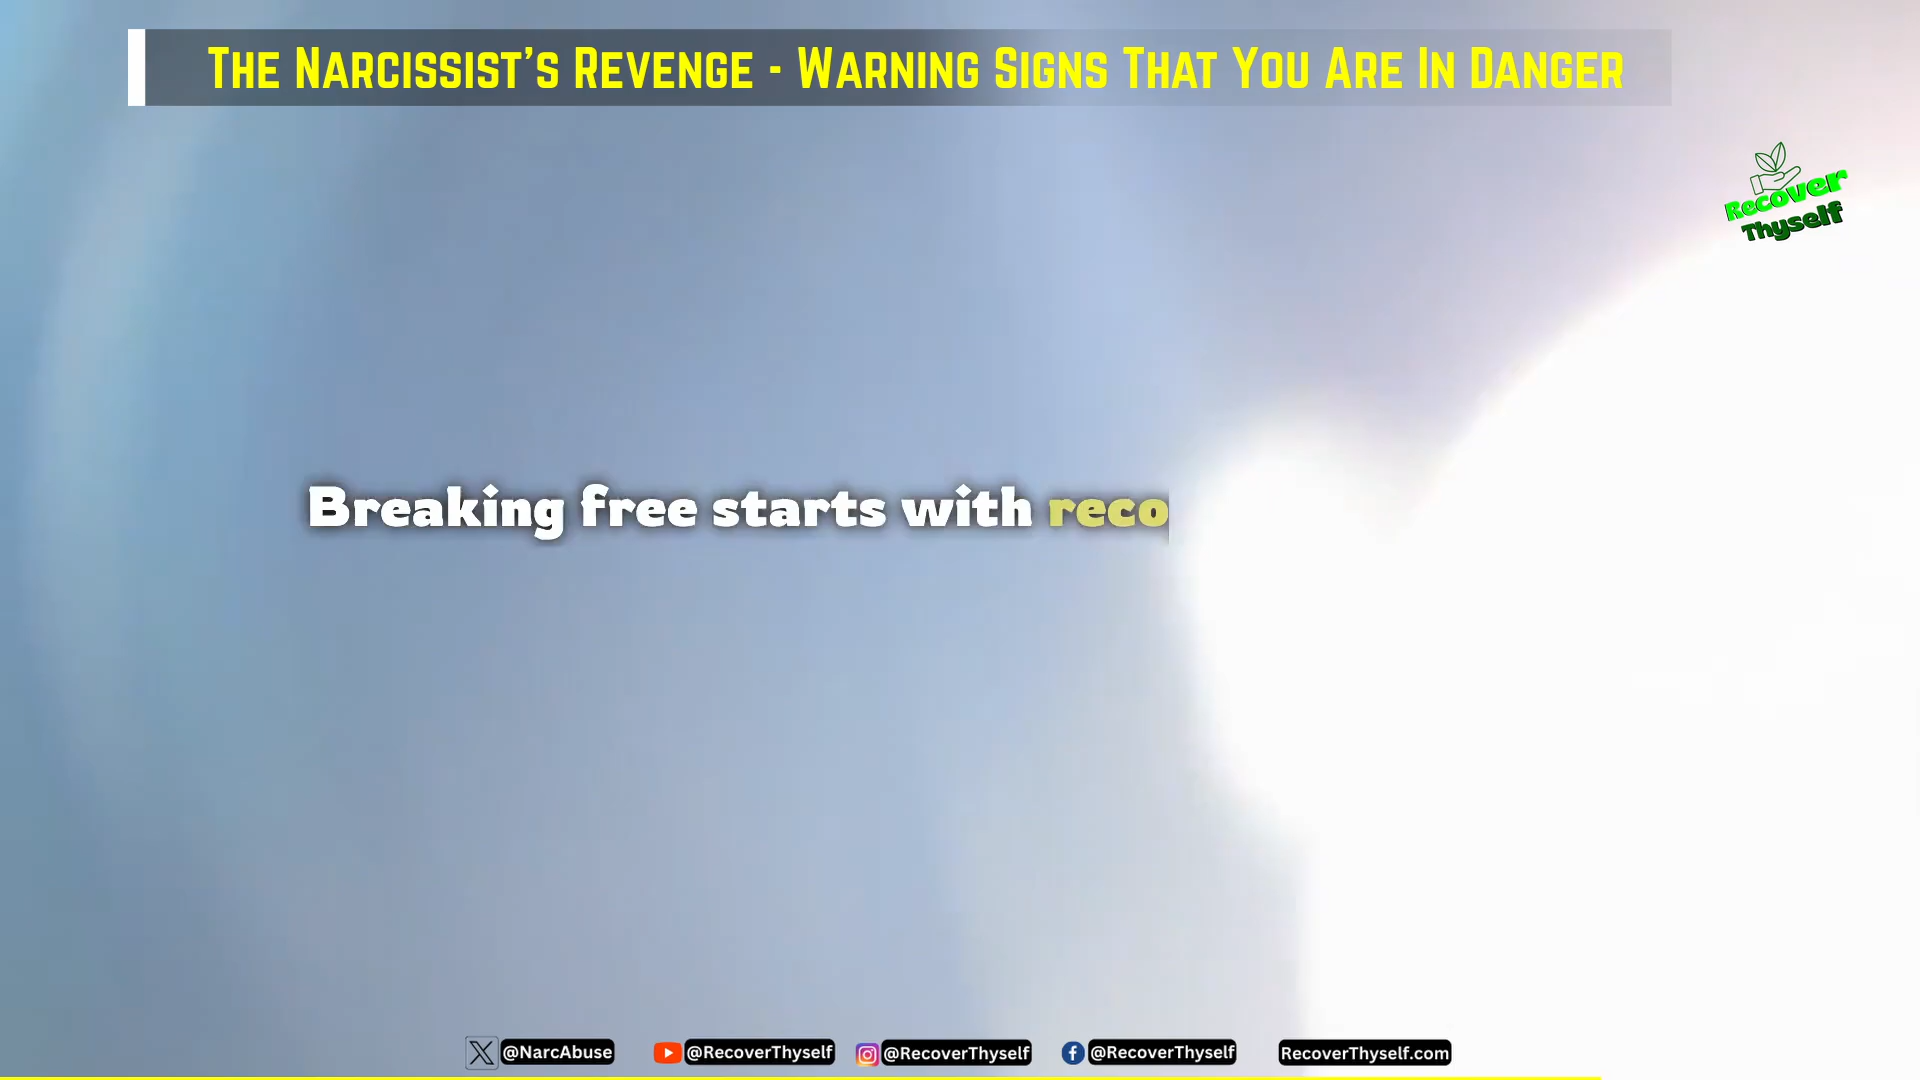 The Narcissist's Revenge - Warning Signs That You Are In Danger
Recover
Thyself
Breaking free starts with reco
@NarcAbuse
@RecoverThyself
@RecoverThyself
@RecoverThyself
RecoverThyself.com